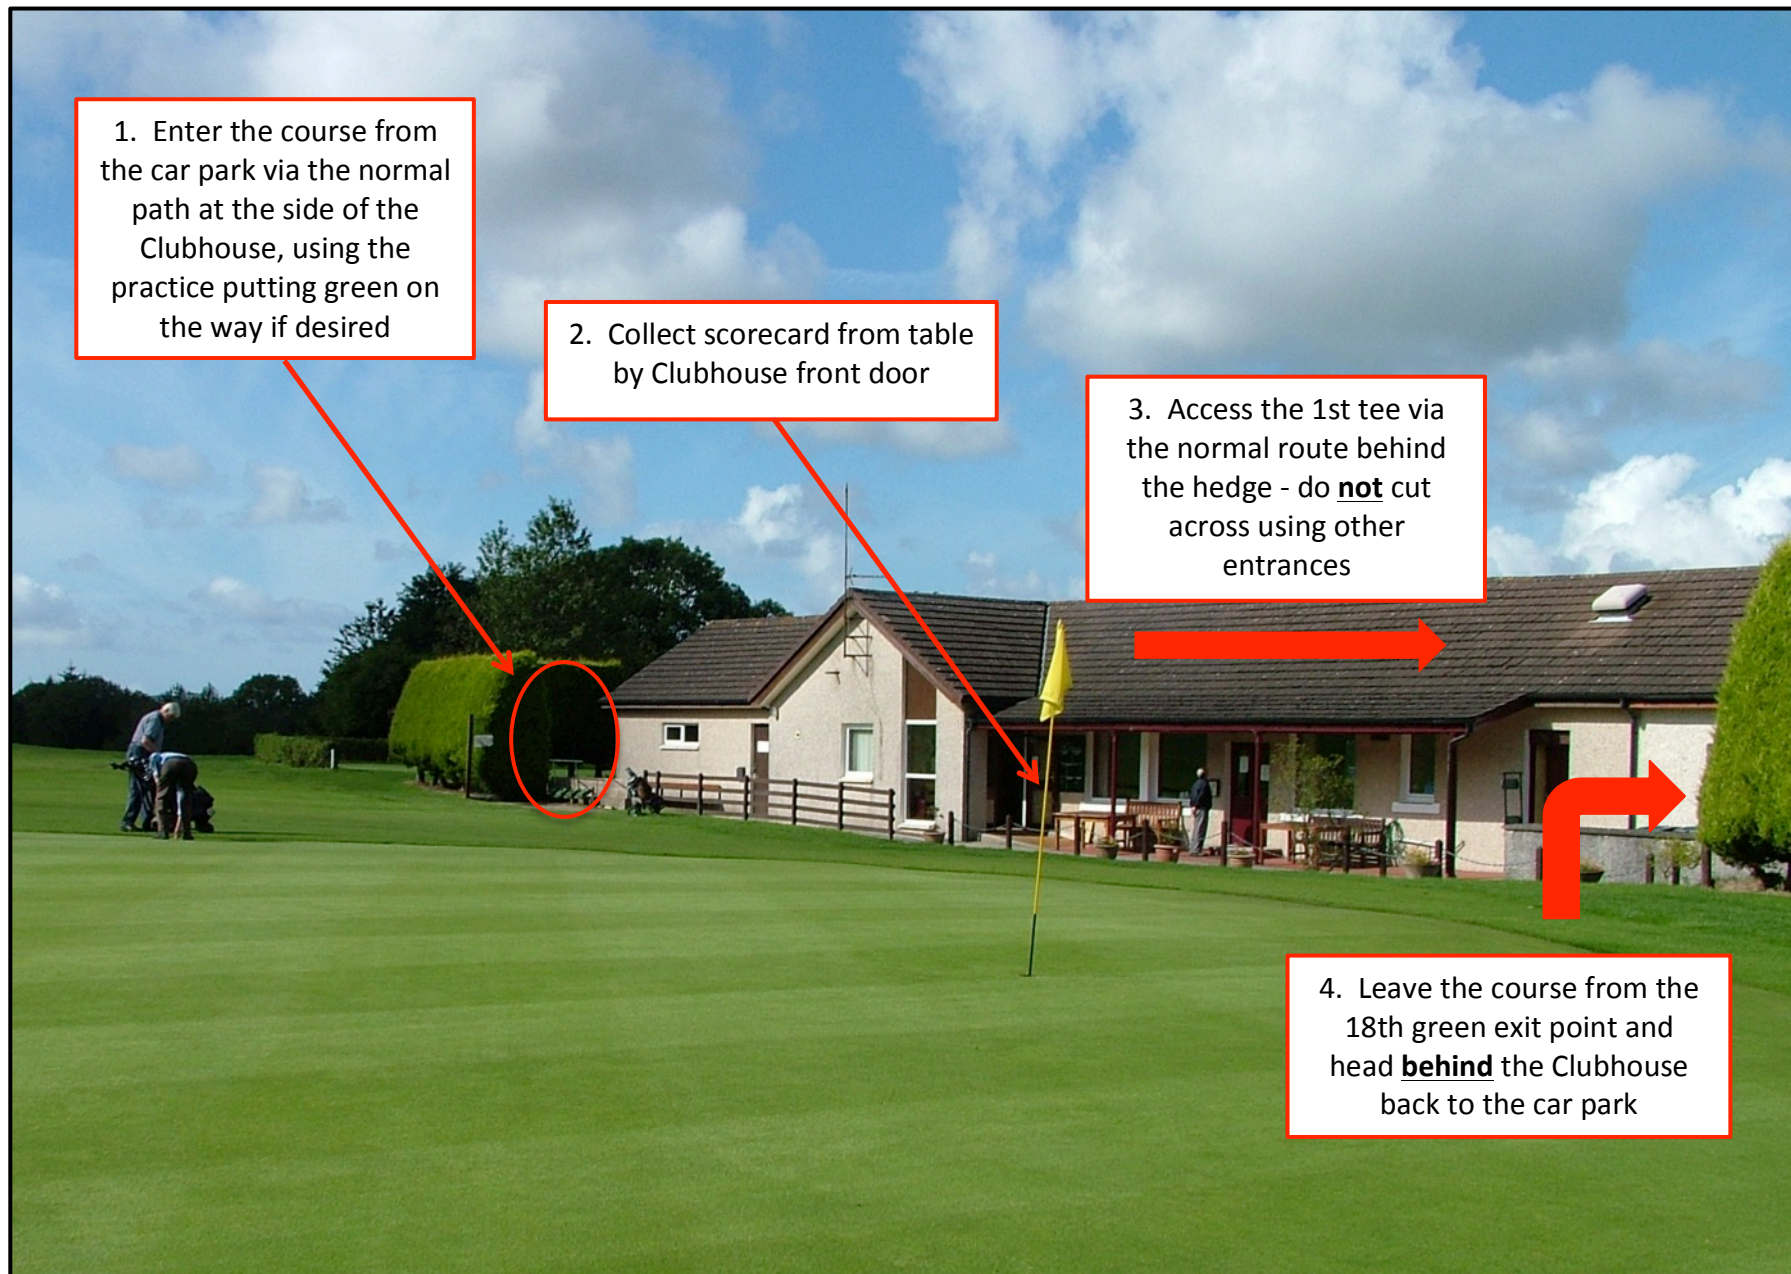 1. Enter the course from
the car park via the normal
path at the side of the
Clubhouse, using the
practice putting green on
the way if desired
2. Collect scorecard from table
by Clubhouse front door
3. Access the 1st tee via
the normal route behind
the hedge - do not cut
across using other
entrances
4. Leave the course from the
18th green exit point and
head behind the Clubhouse
back to the car park